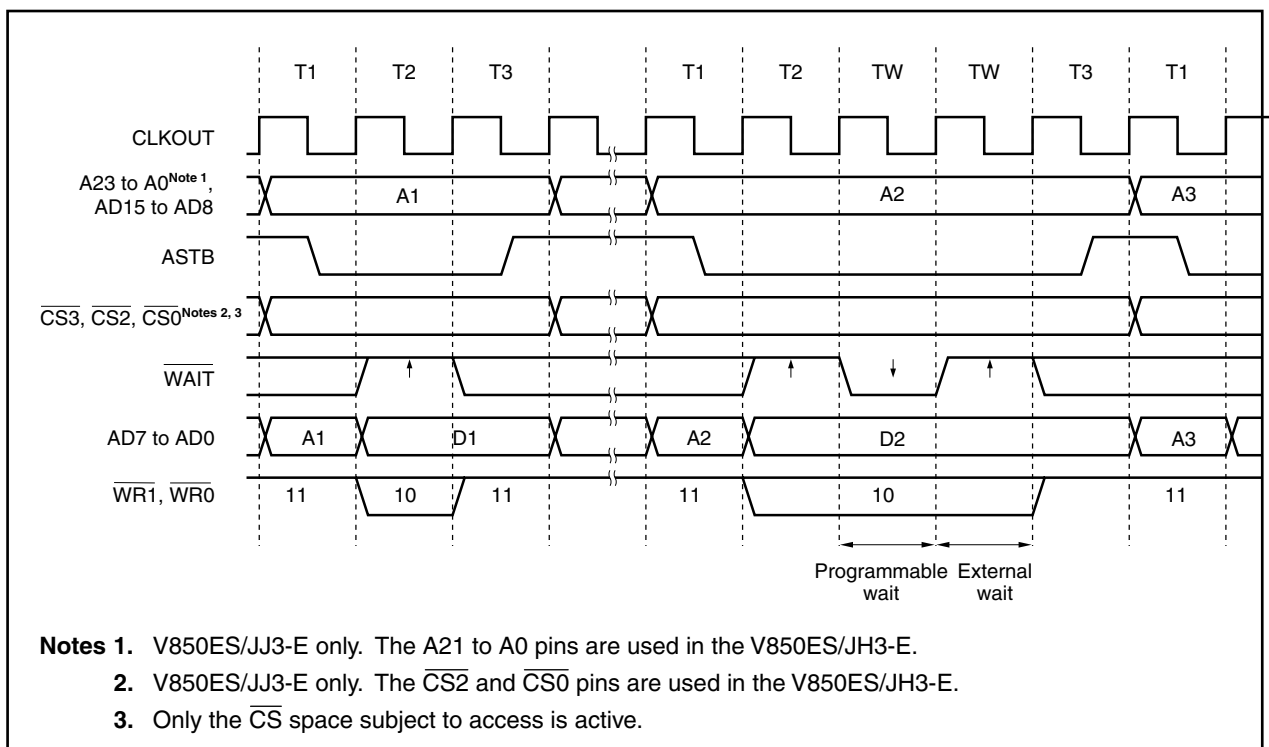 T1 T2 T3 T1 T2 TW TW T3 T1
CLKOUT
A23 to A0Note 1,
AD15 to AD8
A1 A2 A3
ASTB
CS3, CS2, CS0Notes 2, 3
WAIT
AD7 to AD0 A1 D1 A2 D2 A3
WR1, WR0 11 10 11 11 10 11
Programmable wait
External wait
Notes 1. V850ES/JJ3-E only. The A21 to A0 pins are used in the V850ES/JH3-E.
2. V850ES/JJ3-E only. The CS2 and CS0 pins are used in the V850ES/JH3-E.
3. Only the CS space subject to access is active.